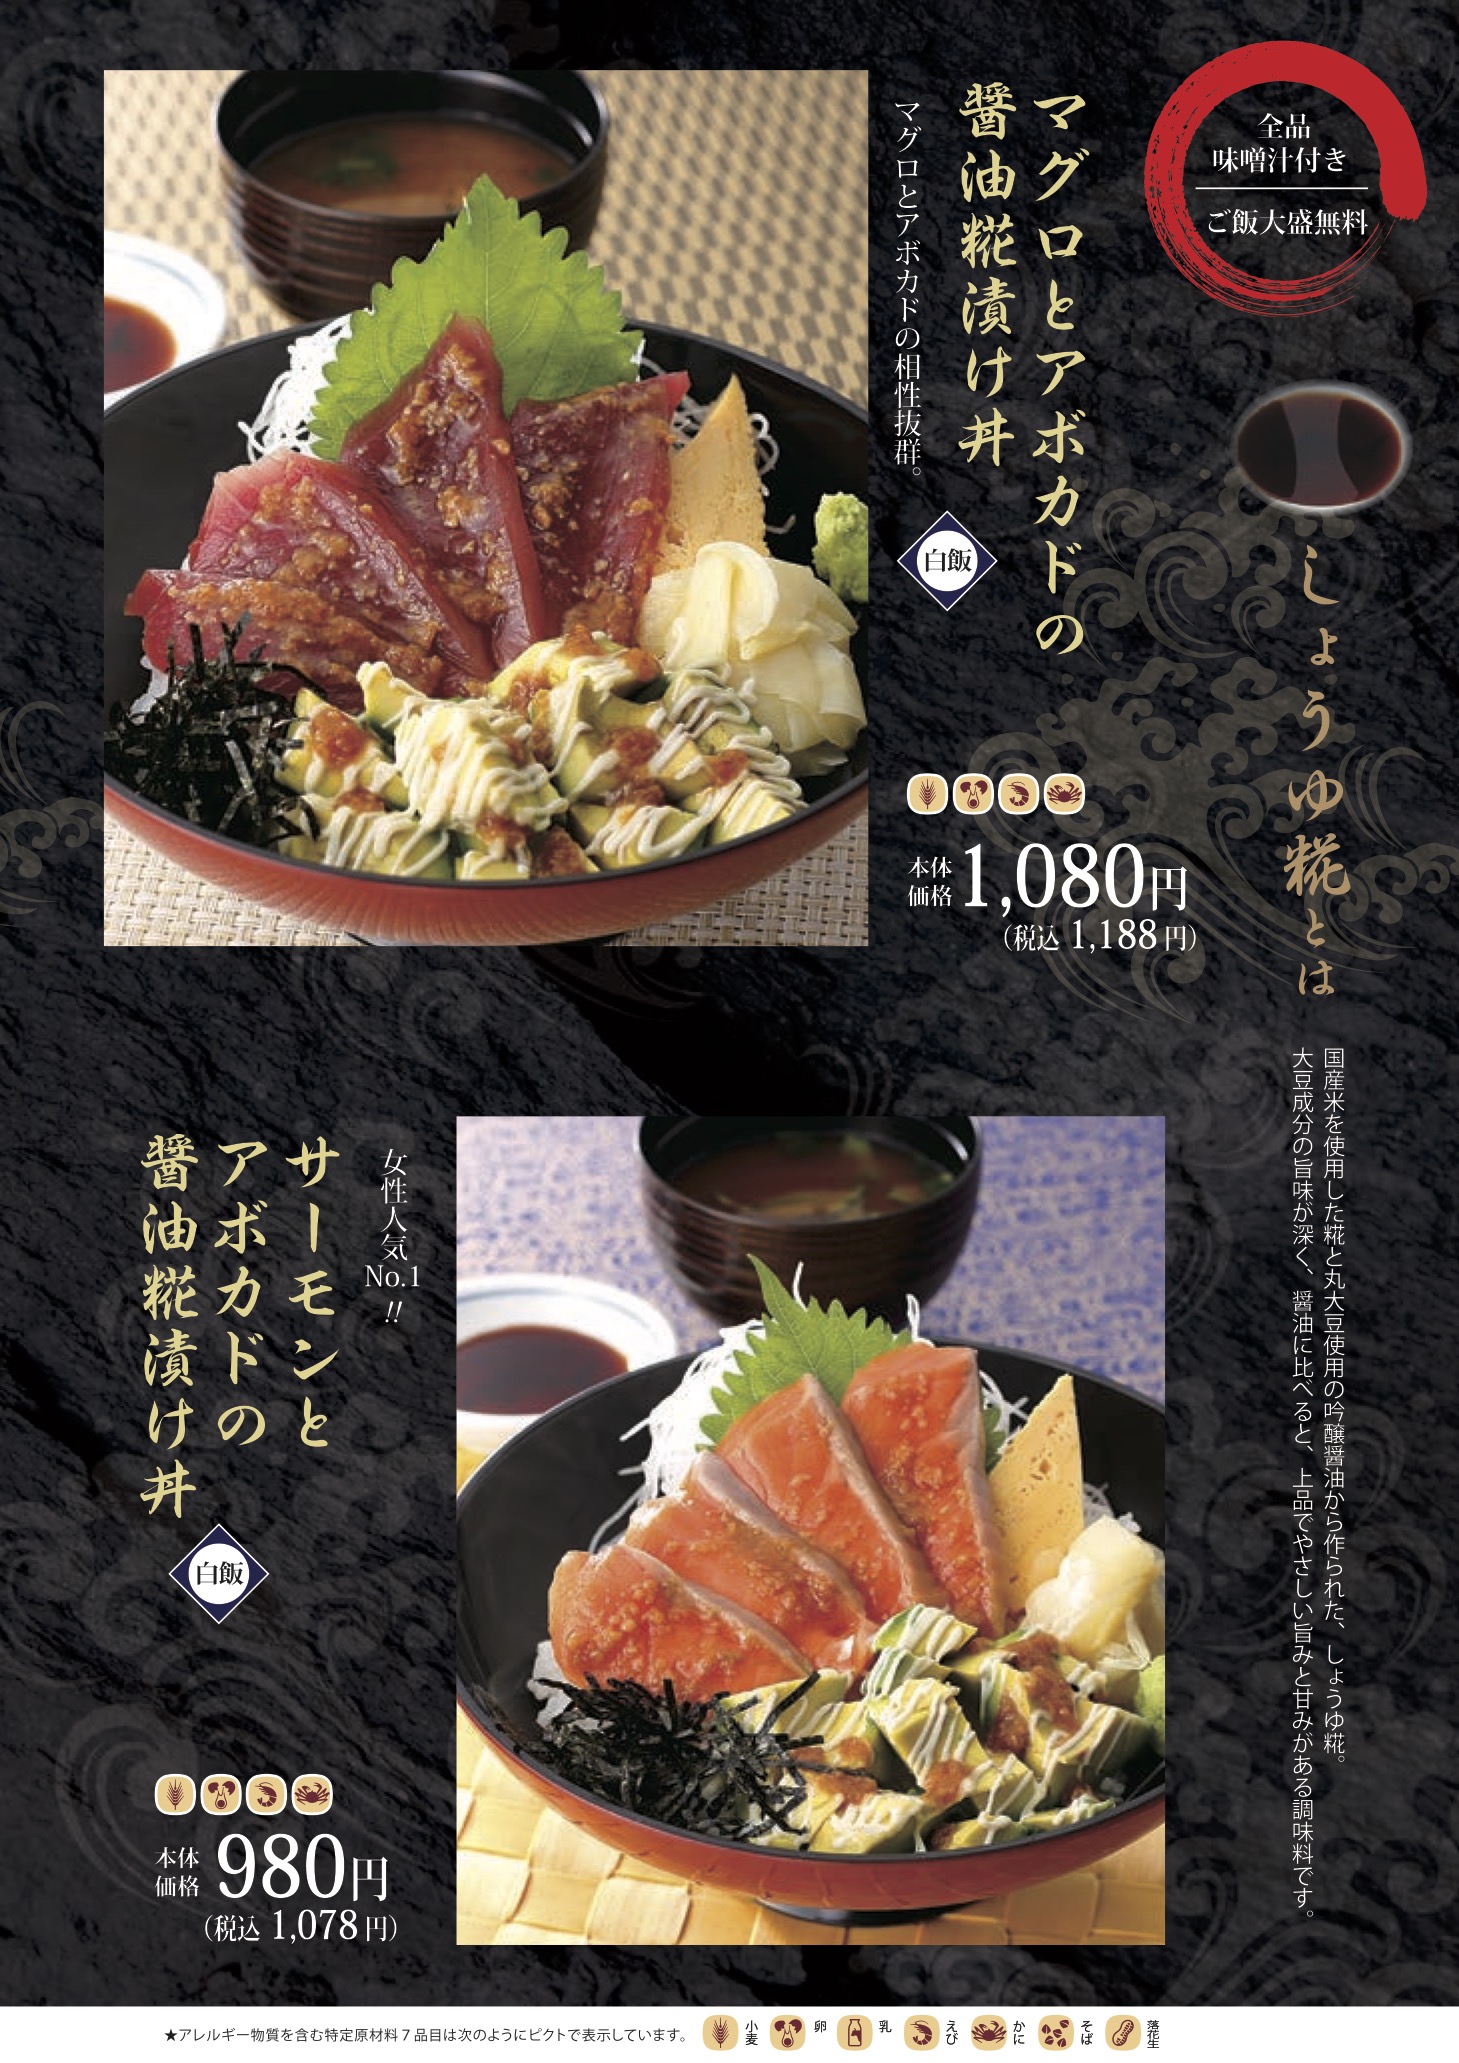 全品
味噌汁付き
ご飯大盛無料
マグロとアボカドの
醤油糀漬け丼
マグロとアボカドの相性抜群。
白飯
本体
価格
1,080円
(税込 1,188円)
しょうゆ糀とは
国産米を使用した糀と丸大豆使用の吟醸醤油から作られた、しょうゆ糀。
大豆成分の旨味が深く、醤油に比べると、上品でやさしい旨みと甘みがある調味料です。
女性人気No.1!!
サーモンと
アボカドの
醤油糀漬け丼
白飯
本体
価格
980円
(税込 1,078円)
★アレルギー物質を含む特定原材料7品目は次のようにピクトで表示しています。 小麦 卵 乳 えび かに そば 落花生